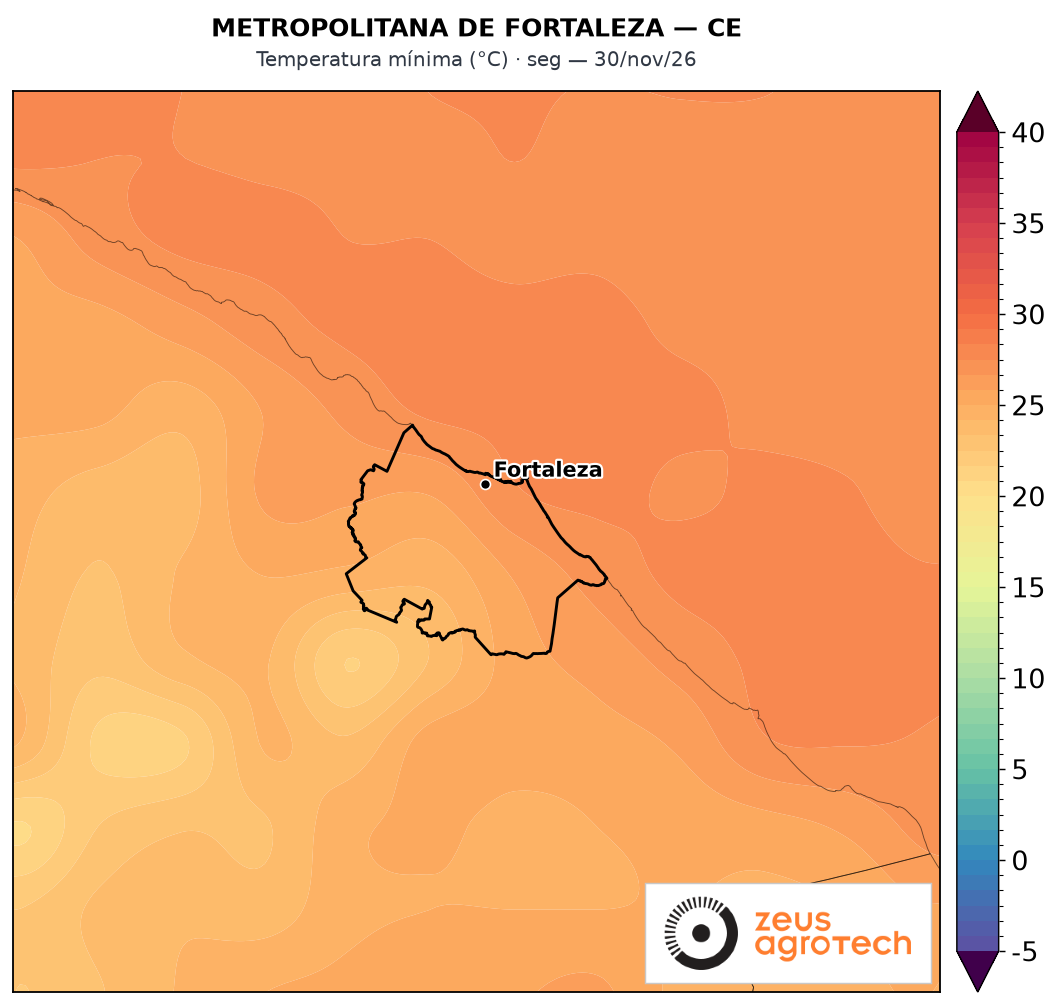 METROPOLITANA DE FORTALEZA — CE
Temperatura mínima (°C) · seg — 30/nov/26
Fortaleza
40
35
30
25
20
15
10
5
0
-5
zeus
agrotech